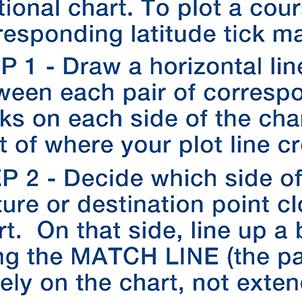 tional chart. To plot a cour
responding latitude tick ma
P 1 - Draw a horizontal line
ween each pair of correspo
ks on each side of the char
t of where your plot line cr
EP 2 - Decide which side of
ture or destination point clo
rt.  On that side, line up a b
ng the MATCH LINE (the pa
ely on the chart, not exten